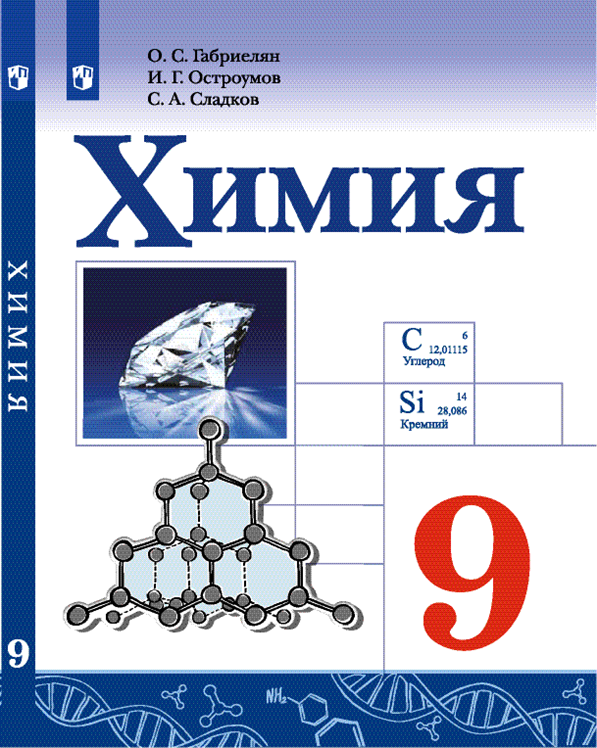 О. С. Габриелян
И. Г. Остроумов
С. А. Сладков
Химия
ХИМИЯ
C 6
12,01115
Углерод
Si 14
28,086
Кремний
9
9
NH₂